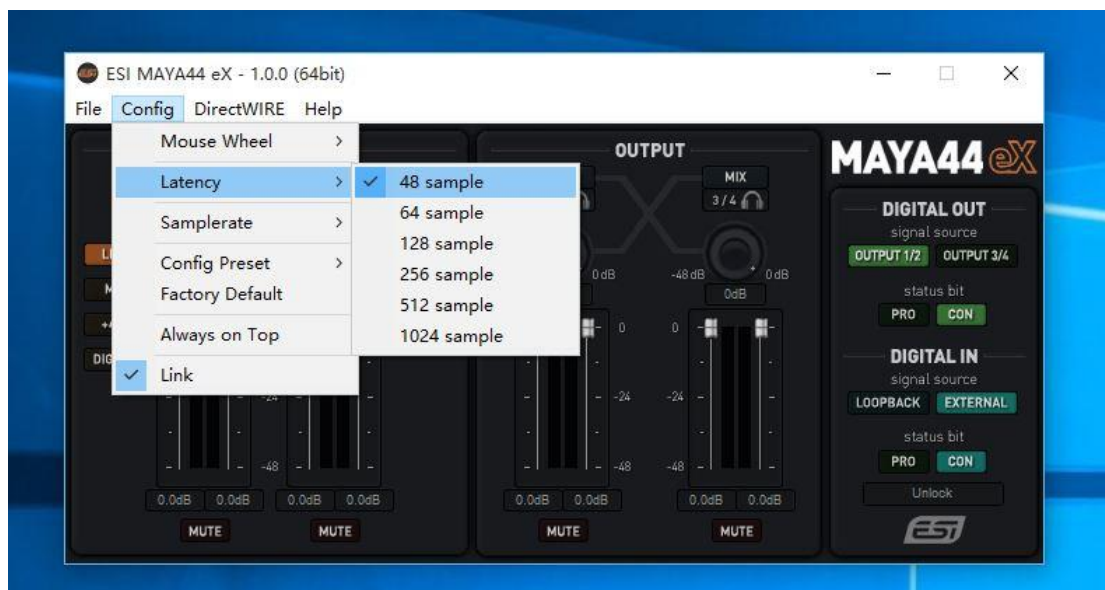 ESI MAYA44 eX - 1.0.0 (64bit)
File Config DirectWIRE Help
Mouse Wheel
Latency
Samplerate
Config Preset
Factory Default
Always on Top
Link
48 sample
64 sample
128 sample
256 sample
512 sample
1024 sample
-24
-48
0.0dB 0.0dB 0.0dB 0.0dB
MUTE MUTE
OUTPUT
MIX
3/4
0dB -48dB 0dB
0dB
0 0
-24 -24
-48 -48
0.0dB 0.0dB 0.0dB 0.0dB
MUTE MUTE
MAYA44 eX
DIGITAL OUT
signal source
OUTPUT 1/2 OUTPUT 3/4
status bit
PRO CON
DIGITAL IN
signal source
LOOPBACK EXTERNAL
status bit
PRO CON
Unlock
ESI